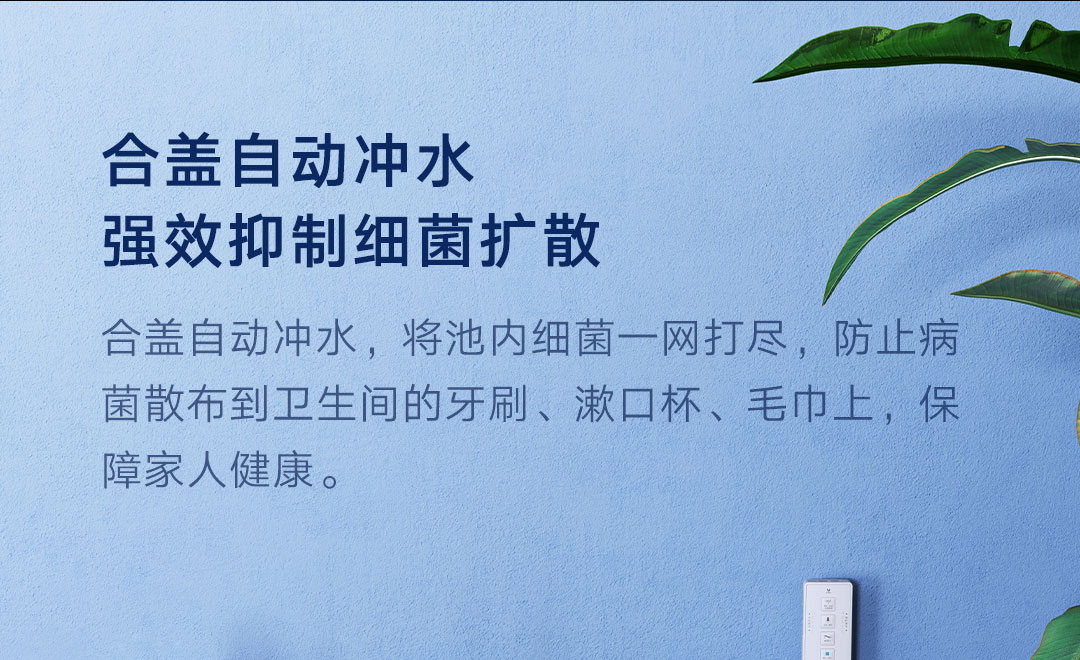 合盖自动冲水
强效抑制细菌扩散
合盖自动冲水，将池内细菌一网打尽，防止病
菌散布到卫生间的牙刷、漱口杯、毛巾上，保
障家人健康。